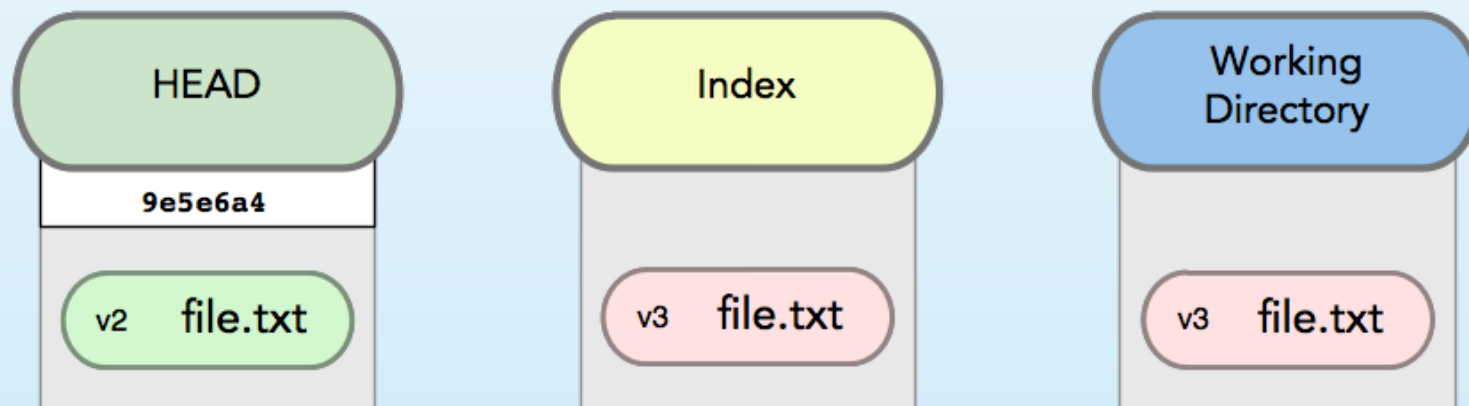 HEAD
Index
Working
Directory
9e5e6a4
v2 file.txt
v3 file.txt
v3 file.txt